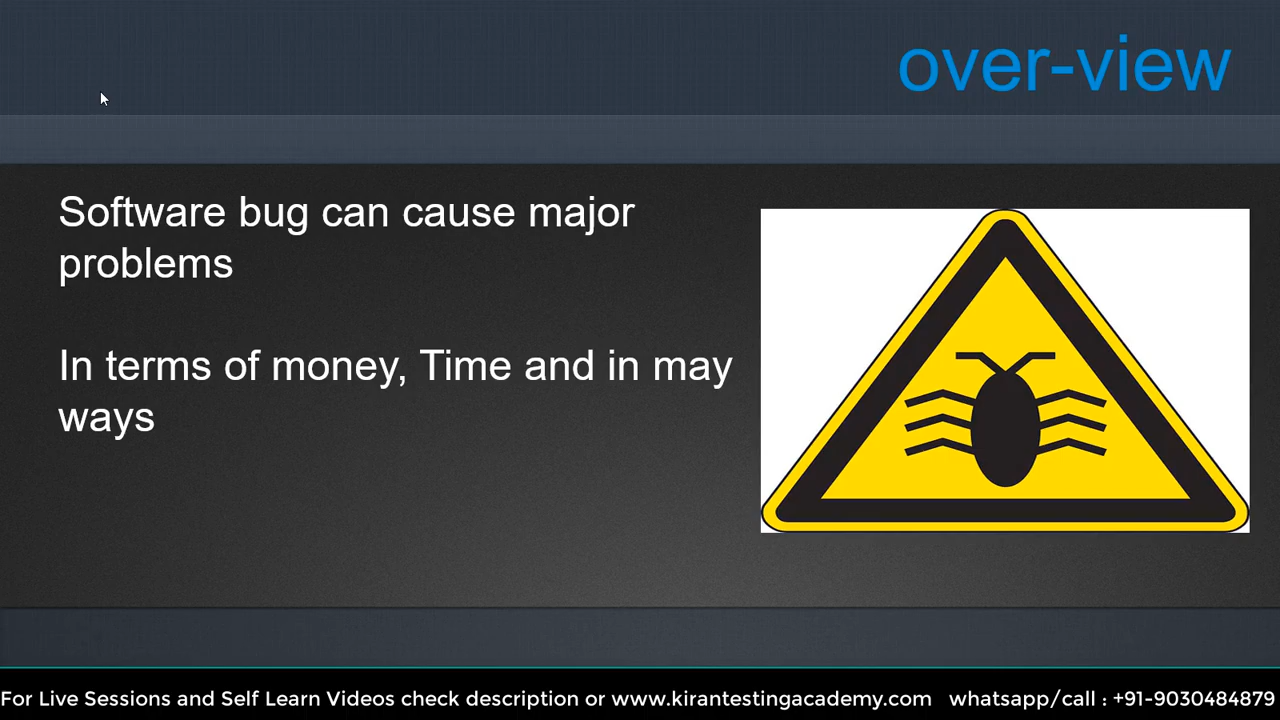 over-view
Software bug can cause major
problems
In terms of money, Time and in may
ways
For Live Sessions and Self Learn Videos check description or www.kirantestingacademy.com whatsapp/call : +91-9030484879